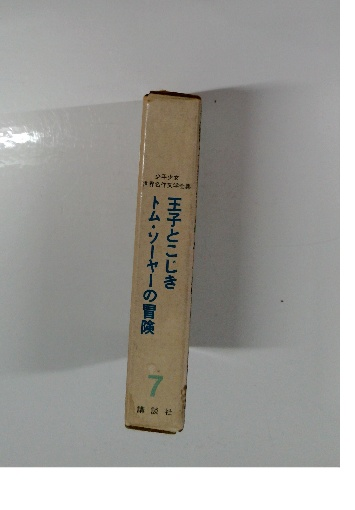 少年少女
世界名作文学全集
王子とこじき
トム・ソーヤーの冒険
7
講談社